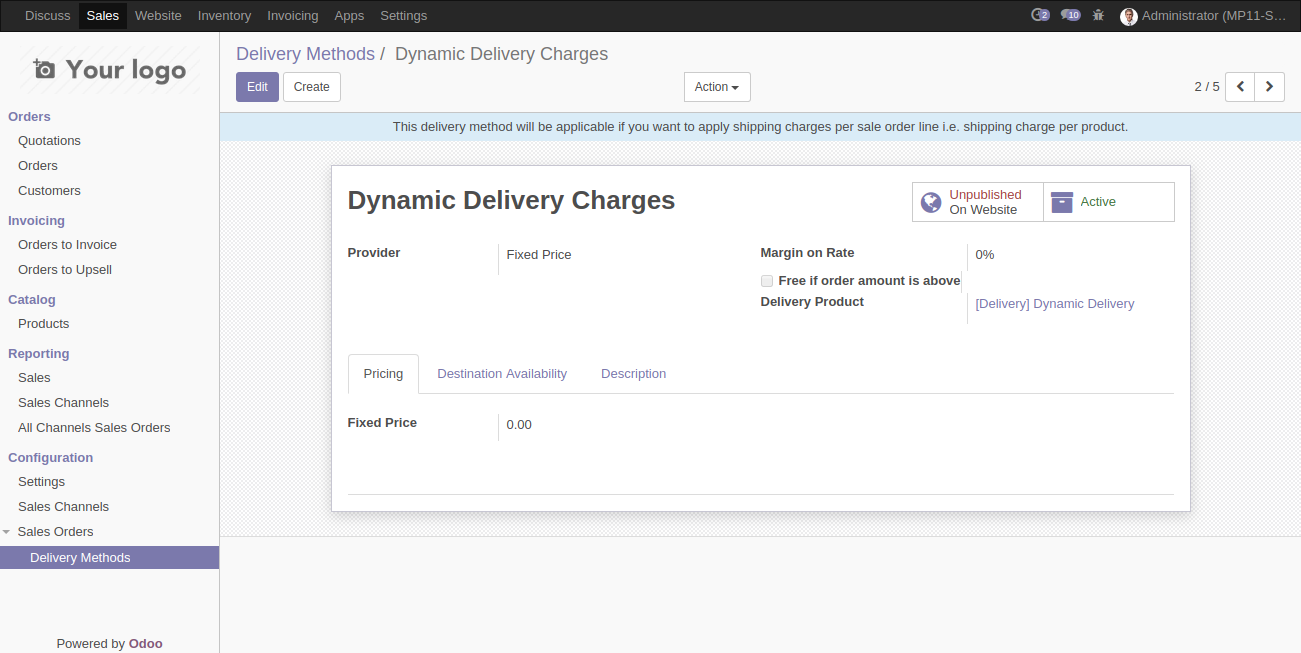 Discuss Sales Website Inventory Invoicing Apps Settings 2 10 Administrator (MP11-S…
Your logo
Orders
Quotations
Orders
Customers
Invoicing
Orders to Invoice
Orders to Upsell
Catalog
Products
Reporting
Sales
Sales Channels
All Channels Sales Orders
Configuration
Settings
Sales Channels
Sales Orders
Delivery Methods
Powered by Odoo
Delivery Methods / Dynamic Delivery Charges
Edit Create Action 2 / 5
This delivery method will be applicable if you want to apply shipping charges per sale order line i.e. shipping charge per product.
Dynamic Delivery Charges
Unpublished
On Website
Active
Provider Fixed Price
Margin on Rate 0%
Free if order amount is above
Delivery Product [Delivery] Dynamic Delivery
Pricing Destination Availability Description
Fixed Price 0.00